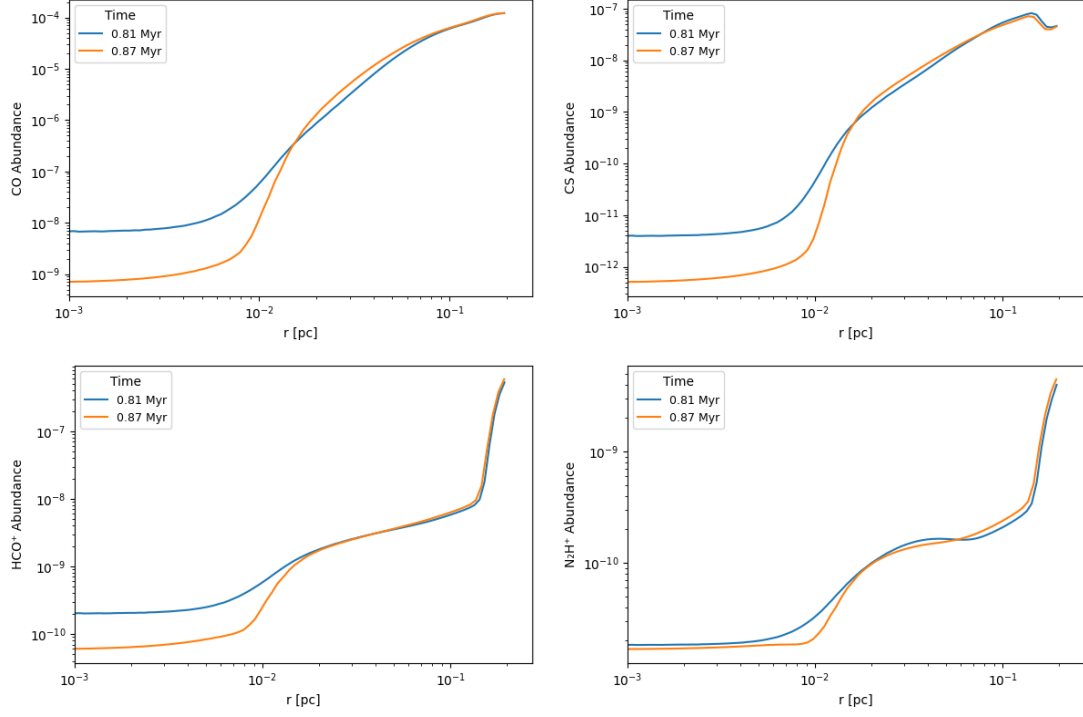 CO Abundance
10⁻⁴
10⁻⁵
10⁻⁶
10⁻⁷
10⁻⁸
10⁻⁹
Time
0.81 Myr
0.87 Myr
10⁻³
10⁻²
10⁻¹
r [pc]
CS Abundance
10⁻⁷
10⁻⁸
10⁻⁹
10⁻¹⁰
10⁻¹¹
10⁻¹²
Time
0.81 Myr
0.87 Myr
10⁻³
10⁻²
10⁻¹
r [pc]
HCO⁺ Abundance
10⁻⁷
10⁻⁸
10⁻⁹
10⁻¹⁰
Time
0.81 Myr
0.87 Myr
10⁻³
10⁻²
10⁻¹
r [pc]
N₂H⁺ Abundance
10⁻⁹
10⁻¹⁰
Time
0.81 Myr
0.87 Myr
10⁻³
10⁻²
10⁻¹
r [pc]